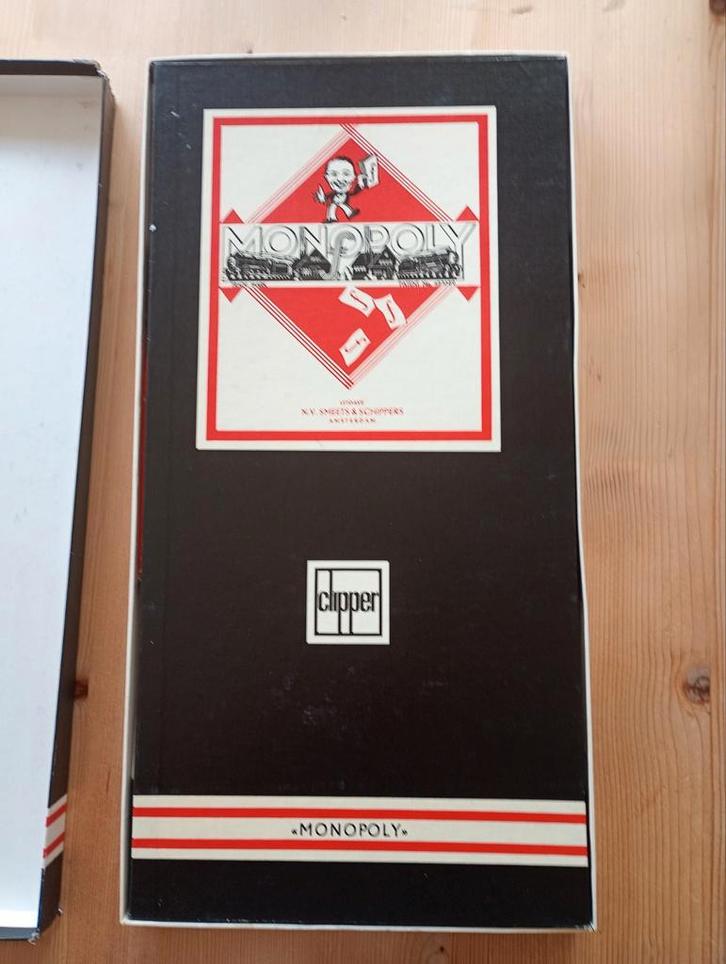 MONOPOLY
UITGAVE
N.V. SMEETS & SCHIPPERS
AMSTERDAM
clipper
«MONOPOLY»